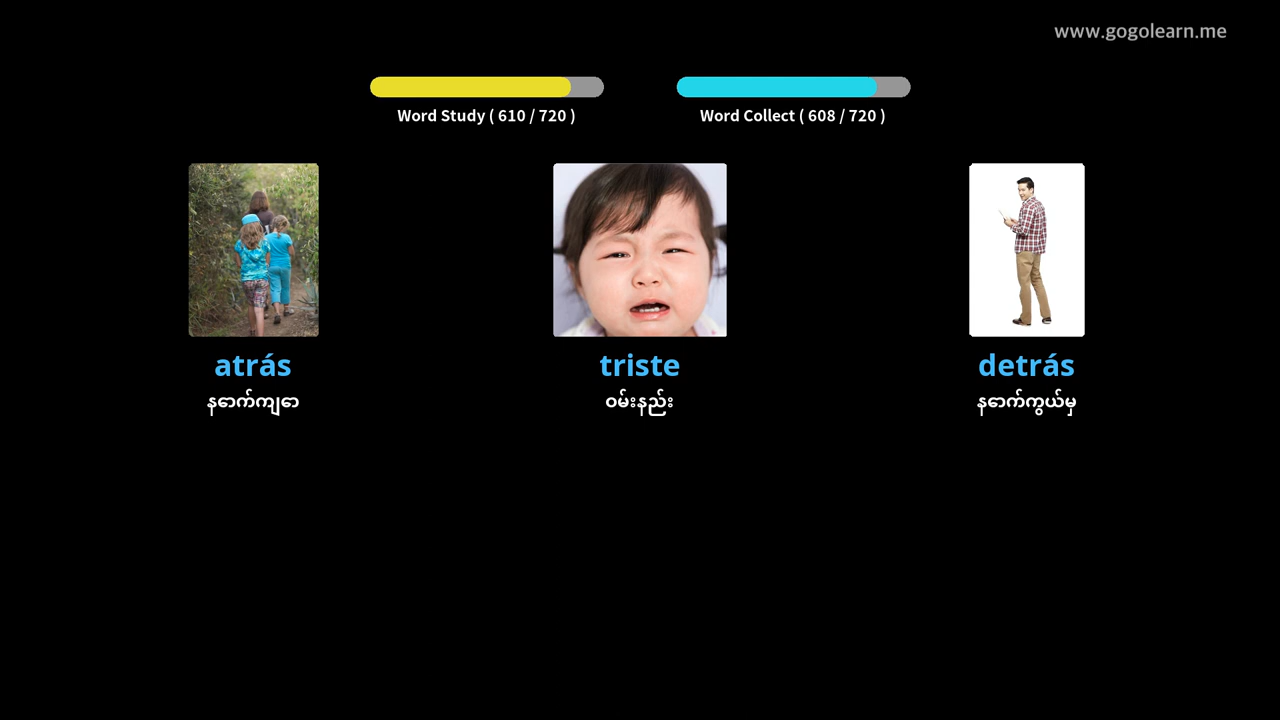 www.gogolearn.me
Word Study ( 610 / 720 )
Word Collect ( 608 / 720 )
atrás
နောက်ကျော
triste
ဝမ်းနည်း
detrás
နောက်ကွယ်မှ